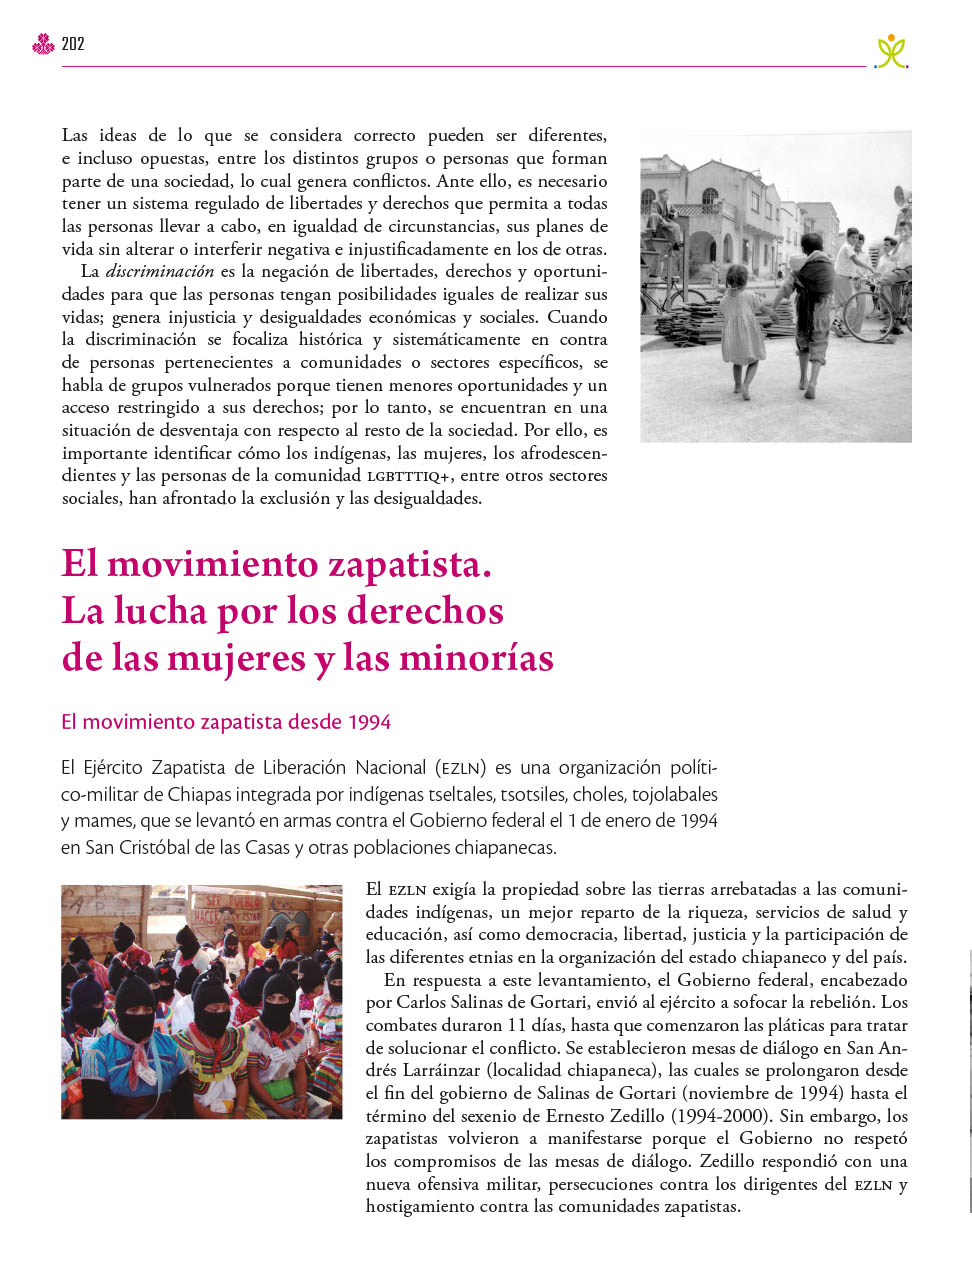 202
Las ideas de lo que se considera correcto pueden ser diferentes,
e incluso opuestas, entre los distintos grupos o personas que forman
parte de una sociedad, lo cual genera conflictos. Ante ello, es necesario
tener un sistema regulado de libertades y derechos que permita a todas
las personas llevar a cabo, en igualdad de circunstancias, sus planes de
vida sin alterar o interferir negativa e injustificadamente en los de otras.
La discriminación es la negación de libertades, derechos y oportuni-
dades para que las personas tengan posibilidades iguales de realizar sus
vidas; genera injusticia y desigualdades económicas y sociales. Cuando
la discriminación se focaliza histórica y sistemáticamente en contra
de personas pertenecientes a comunidades o sectores específicos, se
habla de grupos vulnerados porque tienen menores oportunidades y un
acceso restringido a sus derechos; por lo tanto, se encuentran en una
situación de desventaja con respecto al resto de la sociedad. Por ello, es
importante identificar cómo los indígenas, las mujeres, los afrodescen-
dientes y las personas de la comunidad LGBTTTIQ+, entre otros sectores
sociales, han afrontado la exclusión y las desigualdades.
El movimiento zapatista.
La lucha por los derechos
de las mujeres y las minorías
El movimiento zapatista desde 1994
El Ejército Zapatista de Liberación Nacional (EZLN) es una organización políti-
co-militar de Chiapas integrada por indígenas tseltales, tsotsiles, choles, tojolabales
y mames, que se levantó en armas contra el Gobierno federal el 1 de enero de 1994
en San Cristóbal de las Casas y otras poblaciones chiapanecas.
SER PUEBLO
HACER
El EZLN exigía la propiedad sobre las tierras arrebatadas a las comuni-
dades indígenas, un mejor reparto de la riqueza, servicios de salud y
educación, así como democracia, libertad, justicia y la participación de
las diferentes etnias en la organización del estado chiapaneco y del país.
En respuesta a este levantamiento, el Gobierno federal, encabezado
por Carlos Salinas de Gortari, envió al ejército a sofocar la rebelión. Los
combates duraron 11 días, hasta que comenzaron las pláticas para tratar
de solucionar el conflicto. Se establecieron mesas de diálogo en San An-
drés Larráinzar (localidad chiapaneca), las cuales se prolongaron desde
el fin del gobierno de Salinas de Gortari (noviembre de 1994) hasta el
término del sexenio de Ernesto Zedillo (1994-2000). Sin embargo, los
zapatistas volvieron a manifestarse porque el Gobierno no respetó
los compromisos de las mesas de diálogo. Zedillo respondió con una
nueva ofensiva militar, persecuciones contra los dirigentes del EZLN y
hostigamiento contra las comunidades zapatistas.